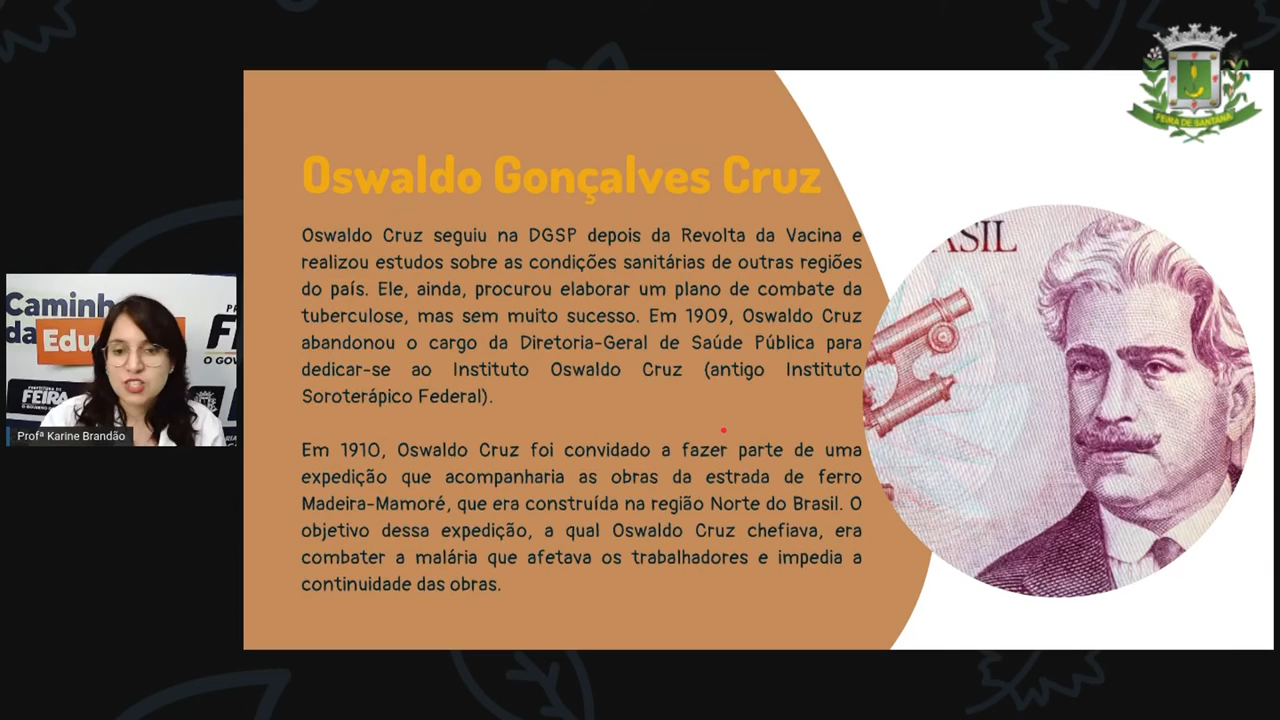 FEIRA DE SANTANA
Oswaldo Gonçalves Cruz
Oswaldo Cruz seguiu na DGSP depois da Revolta da Vacina e
realizou estudos sobre as condições sanitárias de outras regiões
do país. Ele, ainda, procurou elaborar um plano de combate da
tuberculose, mas sem muito sucesso. Em 1909, Oswaldo Cruz
abandonou o cargo da Diretoria-Geral de Saúde Pública para
dedicar-se ao Instituto Oswaldo Cruz (antigo Instituto
Soroterápico Federal).
Em 1910, Oswaldo Cruz foi convidado a fazer parte de uma
expedição que acompanharia as obras da estrada de ferro
Madeira-Mamoré, que era construída na região Norte do Brasil. O
objetivo dessa expedição, a qual Oswaldo Cruz chefiava, era
combater a malária que afetava os trabalhadores e impedia a
continuidade das obras.
ASIL
Caminh
da Edu
FEIRA
O GOV
Profª Karine Brandão